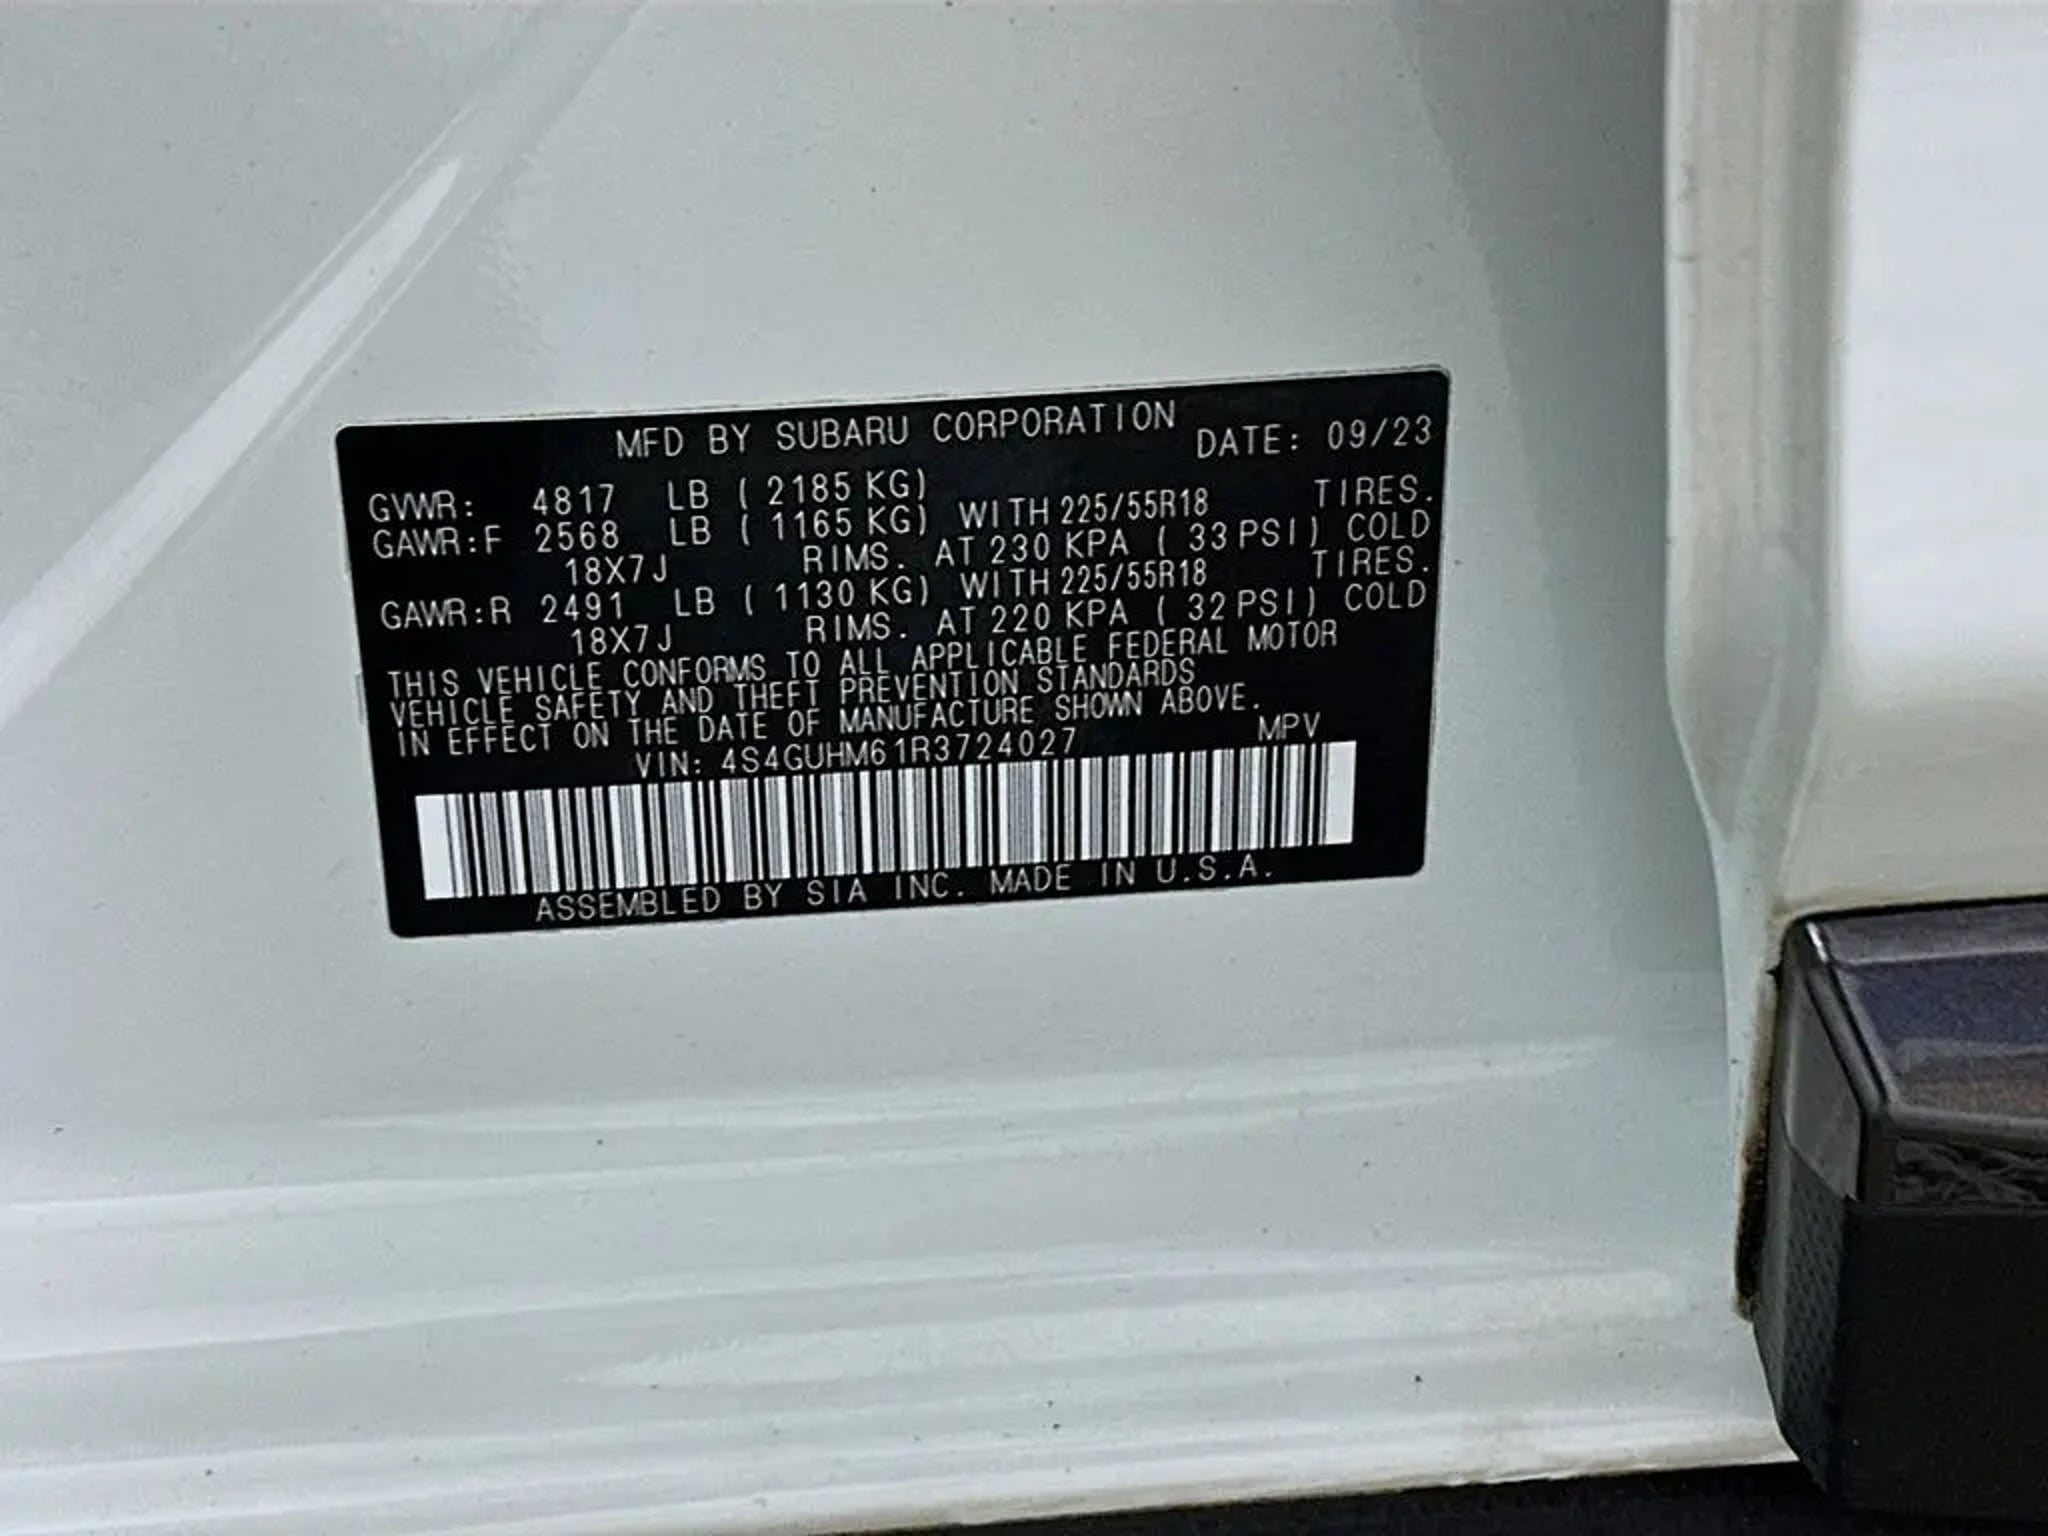 MFD BY SUBARU CORPORATION DATE: 09/23
GVWR: 4817 LB ( 2185 KG)
GAWR:F 2568 LB ( 1165 KG) WITH 225/55R18 TIRES.
18X7J RIMS. AT 230 KPA ( 33 PSI) COLD
GAWR:R 2491 LB ( 1130 KG) WITH 225/55R18 TIRES.
18X7J RIMS. AT 220 KPA ( 32 PSI) COLD
THIS VEHICLE CONFORMS TO ALL APPLICABLE FEDERAL MOTOR
VEHICLE SAFETY AND THEFT PREVENTION STANDARDS
IN EFFECT ON THE DATE OF MANUFACTURE SHOWN ABOVE.
VIN: 4S4GUHM61R3724027 MPV
ASSEMBLED BY SIA INC. MADE IN U.S.A.